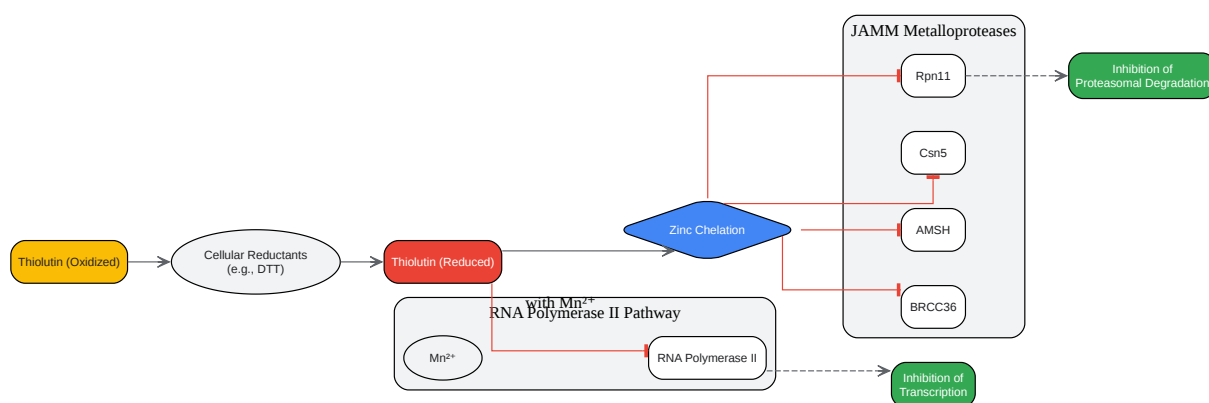 JAMM Metalloproteases
Rpn11
Inhibition of
Proteasomal Degradation
Csn5
Zinc Chelation
AMSH
Thiolutin (Oxidized)
Cellular Reductants
(e.g., DTT)
Thiolutin (Reduced)
with Mn²⁺
RNA Polymerase II Pathway
BRCC36
Mn²⁺
RNA Polymerase II
Inhibition of
Transcription